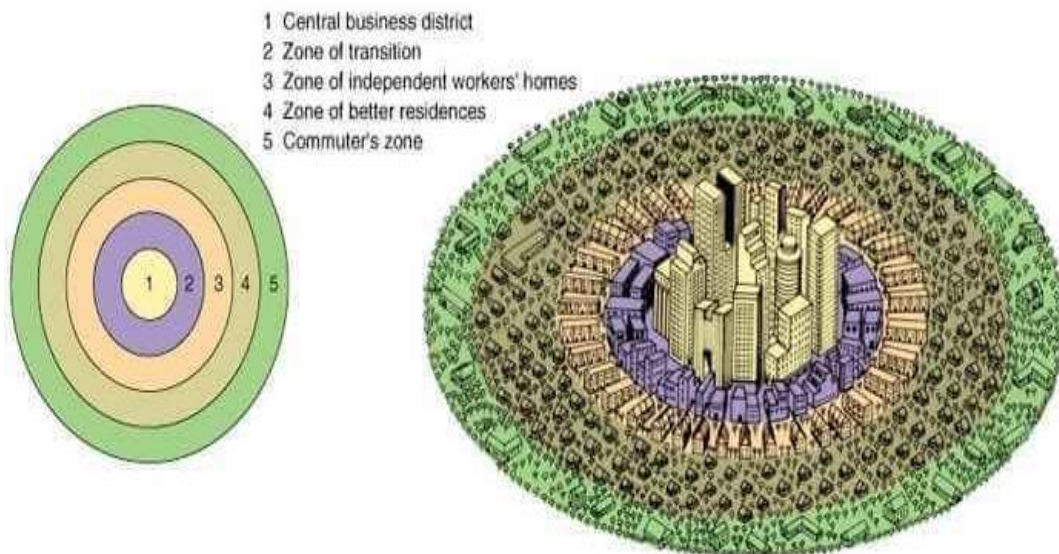 1 Central business district
2 Zone of transition
3 Zone of independent workers' homes
4 Zone of better residences
5 Commuter's zone
1 2 3 4 5